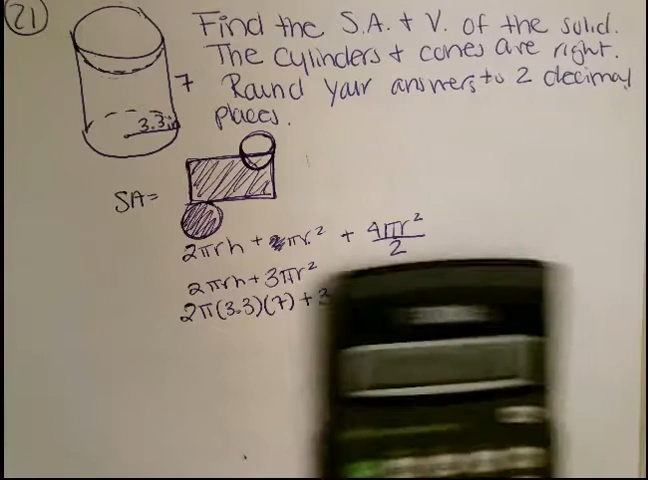 21
Find the S.A. + V. of the solid.
The cylinders + cones are right.
7 Round your answers to 2 decimal
3.3in places.
SA=
2πrh + πr² + 4πr²/2
2πrh + 3πr²
2π(3.3)(7) + 3